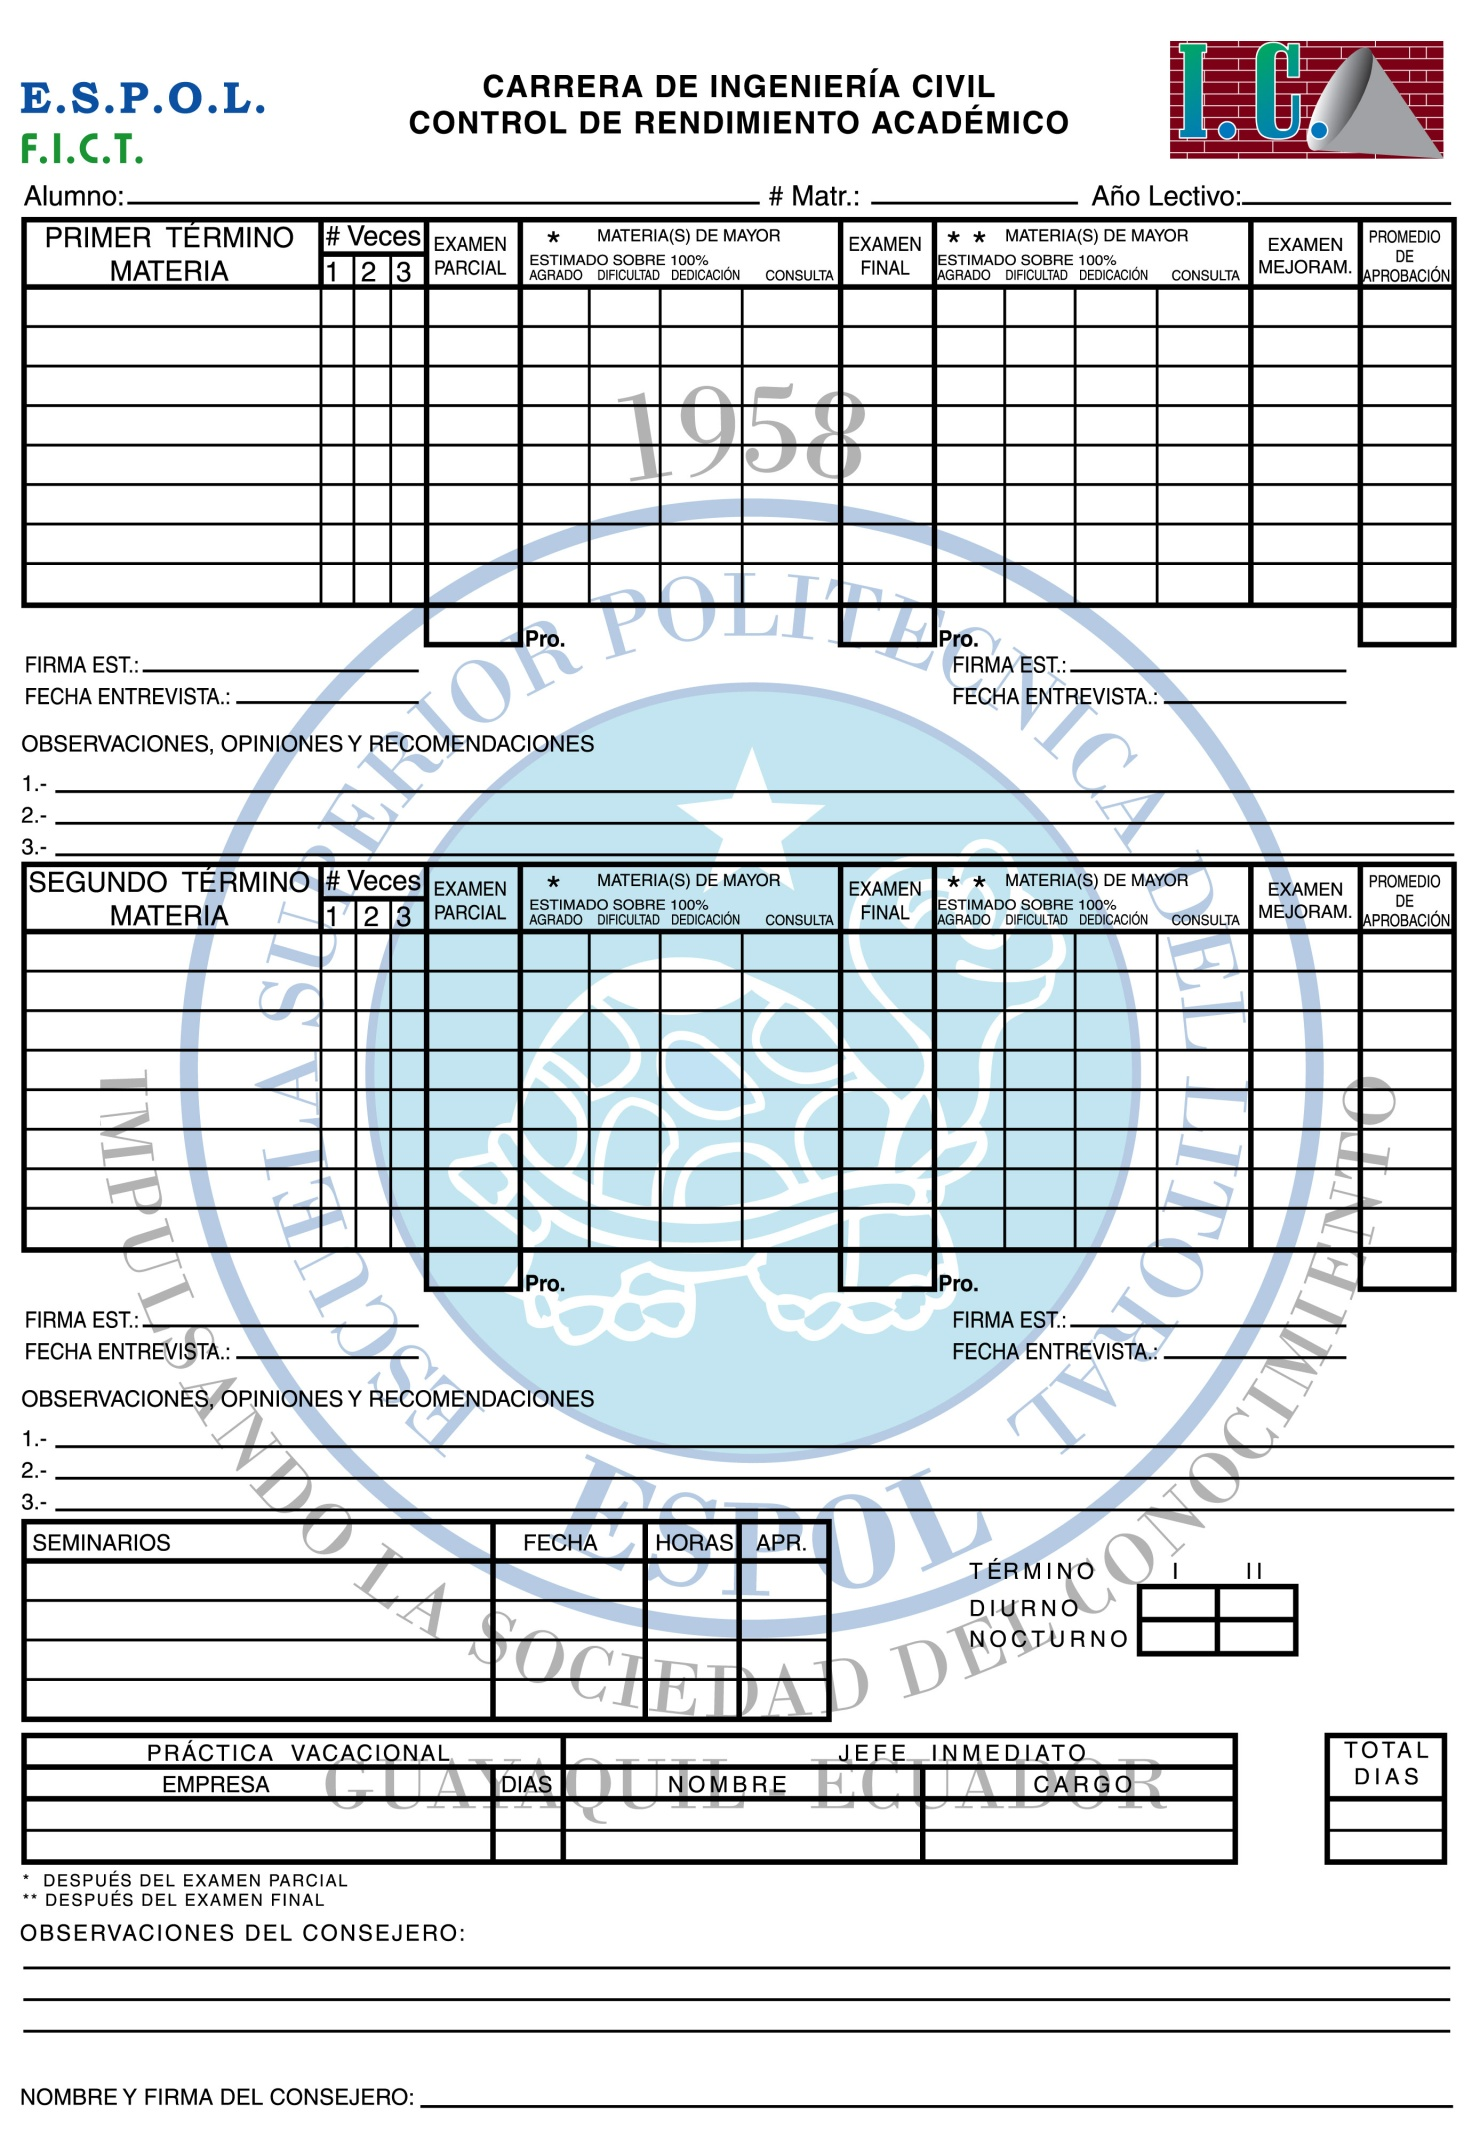 E.S.P.O.L.
F.I.C.T.
CARRERA DE INGENIERÍA CIVIL
CONTROL DE RENDIMIENTO ACADÉMICO
I.C.
Alumno: # Matr.: Año Lectivo:
PRIMER TÉRMINO
MATERIA
# Veces
1 2 3
EXAMEN
PARCIAL
* MATERIA(S) DE MAYOR
ESTIMADO SOBRE 100%
AGRADO DIFICULTAD DEDICACIÓN CONSULTA
EXAMEN
FINAL
* * MATERIA(S) DE MAYOR
ESTIMADO SOBRE 100%
AGRADO DIFICULTAD DEDICACIÓN CONSULTA
EXAMEN
MEJORAM.
PROMEDIO
DE
APROBACIÓN
1958
Pro. Pro.
FIRMA EST.: FIRMA EST.:
FECHA ENTREVISTA.: FECHA ENTREVISTA.:
OBSERVACIONES, OPINIONES Y RECOMENDACIONES
1.-
2.-
3.-
SEGUNDO TÉRMINO
MATERIA
# Veces
1 2 3
EXAMEN
PARCIAL
* MATERIA(S) DE MAYOR
ESTIMADO SOBRE 100%
AGRADO DIFICULTAD DEDICACIÓN CONSULTA
EXAMEN
FINAL
* * MATERIA(S) DE MAYOR
ESTIMADO SOBRE 100%
AGRADO DIFICULTAD DEDICACIÓN CONSULTA
EXAMEN
MEJORAM.
PROMEDIO
DE
APROBACIÓN
Pro. Pro.
FIRMA EST.: FIRMA EST.:
FECHA ENTREVISTA.: FECHA ENTREVISTA.:
OBSERVACIONES, OPINIONES Y RECOMENDACIONES
1.-
2.-
3.-
ESCUELA SUPERIOR POLITECNICA DEL LITORAL
ESPOL
IMPULSANDO LA SOCIEDAD DEL CONOCIMIENTO
GUAYAQUIL - ECUADOR
SEMINARIOS FECHA HORAS APR.
TÉRMINO I II
DIURNO
NOCTURNO
PRÁCTICA VACACIONAL JEFE INMEDIATO
EMPRESA DIAS NOMBRE CARGO
TOTAL
DIAS
* DESPUÉS DEL EXAMEN PARCIAL
** DESPUÉS DEL EXAMEN FINAL
OBSERVACIONES DEL CONSEJERO:
NOMBRE Y FIRMA DEL CONSEJERO: